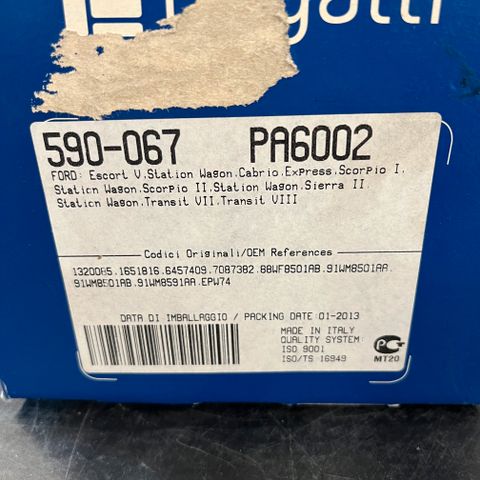 590-067 PA6002
FORD: Escort V.Station Wagon.Cabrio.Express.Scorpio I.
Station Wagon.Scorpio II.Station Wagon.Sierra II.
Station Wagon.Transit VII.Transit VIII
Codici Originali/OEM References
1320085.1651816.6457409.7087382.88WF8501AB.91WM8501AA.
91WM8501AB.91WM8591AA.EPW74
DATA DI IMBALLAGGIO / PACKING DATE 01-2013
MADE IN ITALY
QUALITY SYSTEM:
ISO 9001
ISO/TS 16949
MT20